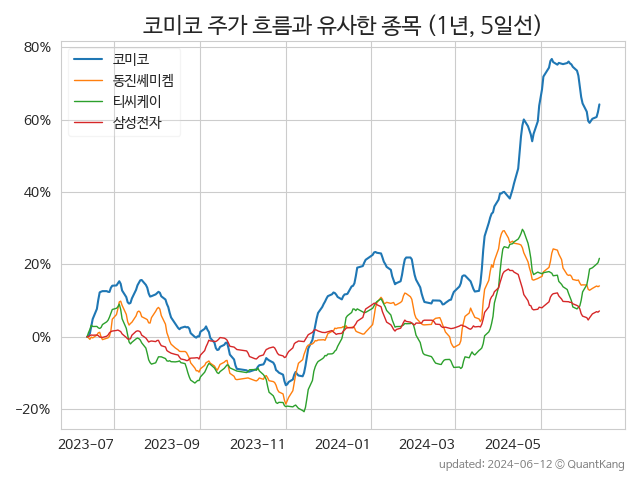 코미코 주가 흐름과 유사한 종목 (1년, 5일선)
80%
60%
40%
20%
0%
−20%
코미코
동진쎄미켐
티씨케이
삼성전자
2023-07 2023-09 2023-11 2024-01 2024-03 2024-05
updated: 2024-06-12 © QuantKang